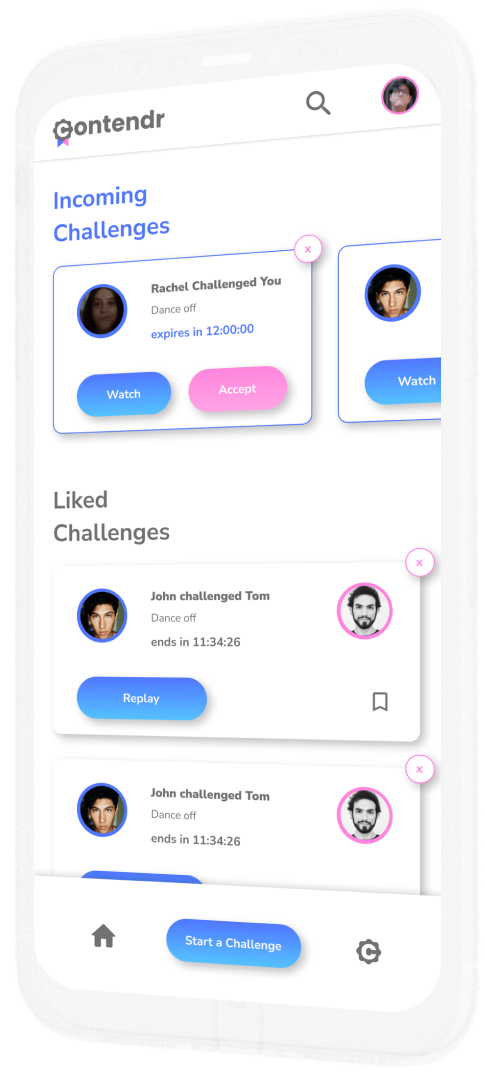 Contendr
Incoming
Challenges
x
Rachel Challenged You
Dance off
expires in 12:00:00
Watch
Accept
Watch
Liked
Challenges
x
John challenged Tom
Dance off
ends in 11:34:26
Replay
x
John challenged Tom
Dance off
ends in 11:34:26
Start a Challenge
C